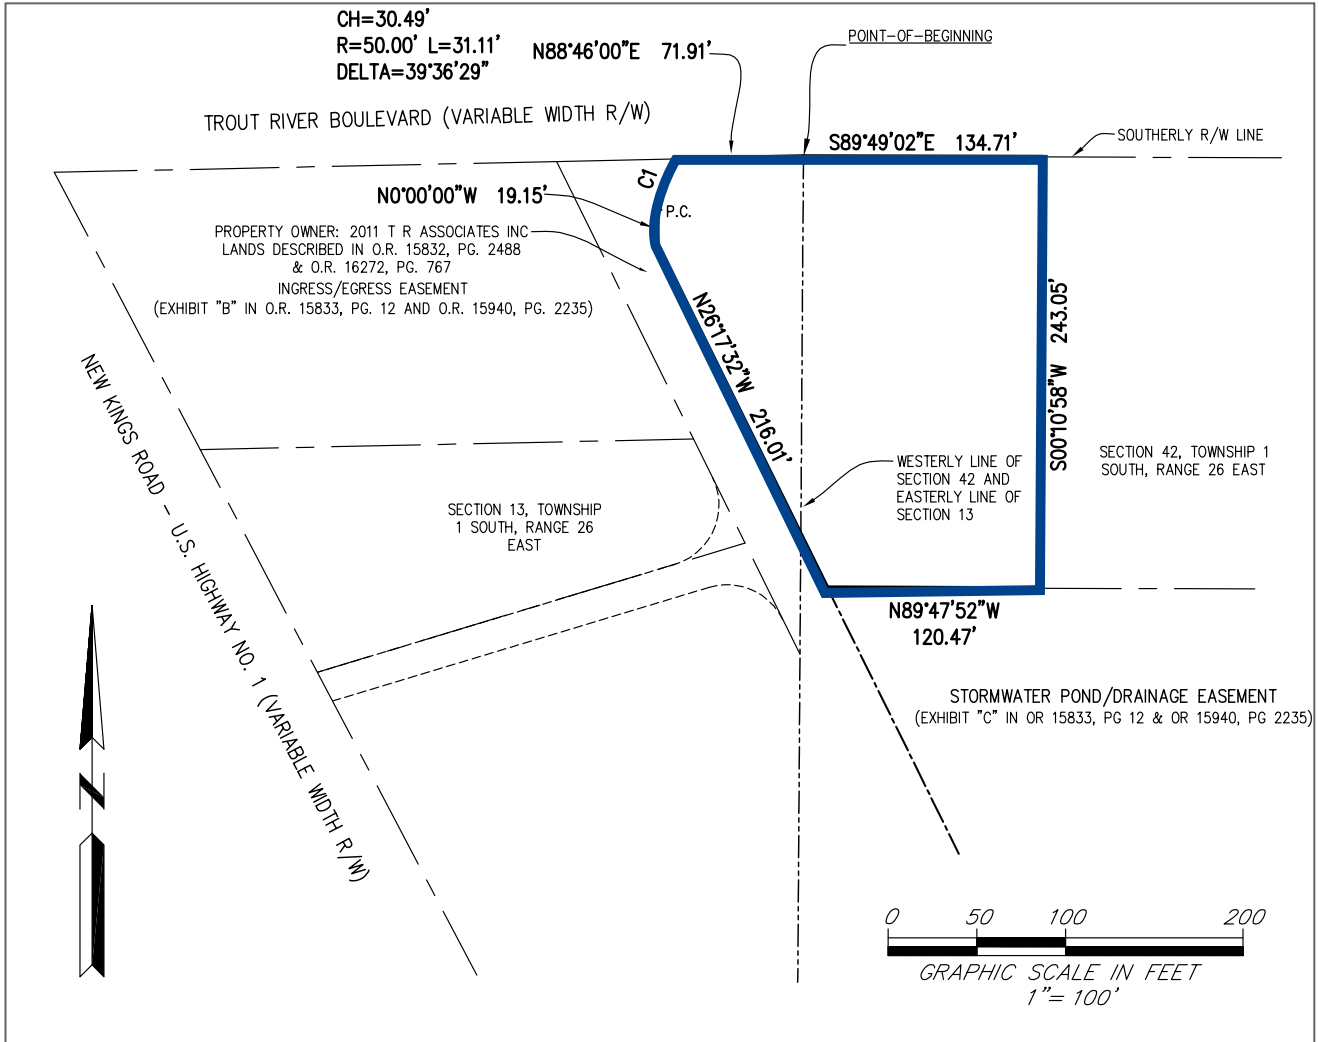 CH=30.49'
R=50.00' L=31.11'
DELTA=39°36'29"
N88°46'00"E 71.91'
POINT-OF-BEGINNING
TROUT RIVER BOULEVARD (VARIABLE WIDTH R/W)
S89°49'02"E 134.71'
SOUTHERLY R/W LINE
C1
N0°00'00"W 19.15'
P.C.
PROPERTY OWNER: 2011 T R ASSOCIATES INC
LANDS DESCRIBED IN O.R. 15832, PG. 2488
& O.R. 16272, PG. 767
INGRESS/EGRESS EASEMENT
(EXHIBIT "B" IN O.R. 15833, PG. 12 AND O.R. 15940, PG. 2235)
N26°17'32"W 216.01'
S00°10'58"W 243.05'
NEW KINGS ROAD - U.S. HIGHWAY NO. 1 (VARIABLE WIDTH R/W)
WESTERLY LINE OF
SECTION 42 AND
EASTERLY LINE OF
SECTION 13
SECTION 42, TOWNSHIP 1
SOUTH, RANGE 26 EAST
SECTION 13, TOWNSHIP
1 SOUTH, RANGE 26
EAST
N89°47'52"W
120.47'
STORMWATER POND/DRAINAGE EASEMENT
(EXHIBIT "C" IN OR 15833, PG 12 & OR 15940, PG 2235)
N
0 50 100 200
GRAPHIC SCALE IN FEET
1"= 100'